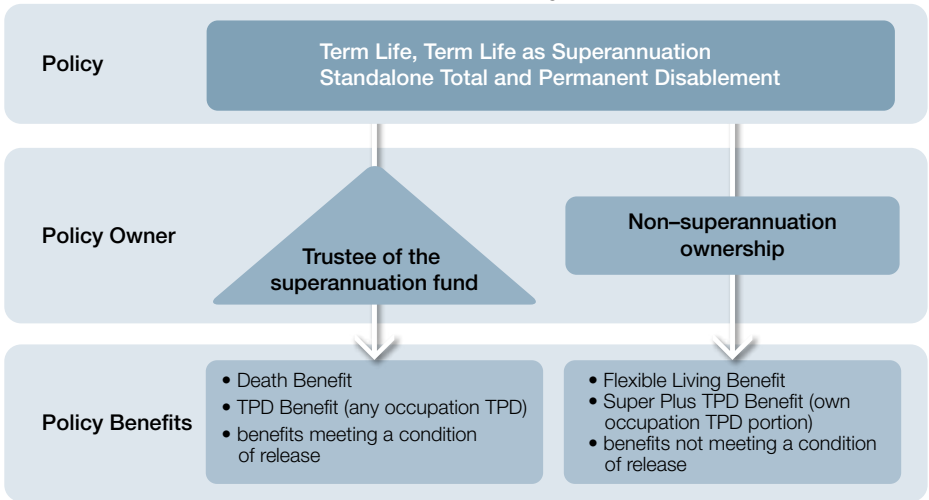 Policy
Term Life, Term Life as Superannuation
Standalone Total and Permanent Disablement
Policy Owner
Trustee of the
superannuation fund
Non–superannuation
ownership
Policy Benefits
• Death Benefit
• TPD Benefit (any occupation TPD)
• benefits meeting a condition
of release
• Flexible Living Benefit
• Super Plus TPD Benefit (own
occupation TPD portion)
• benefits not meeting a condition
of release